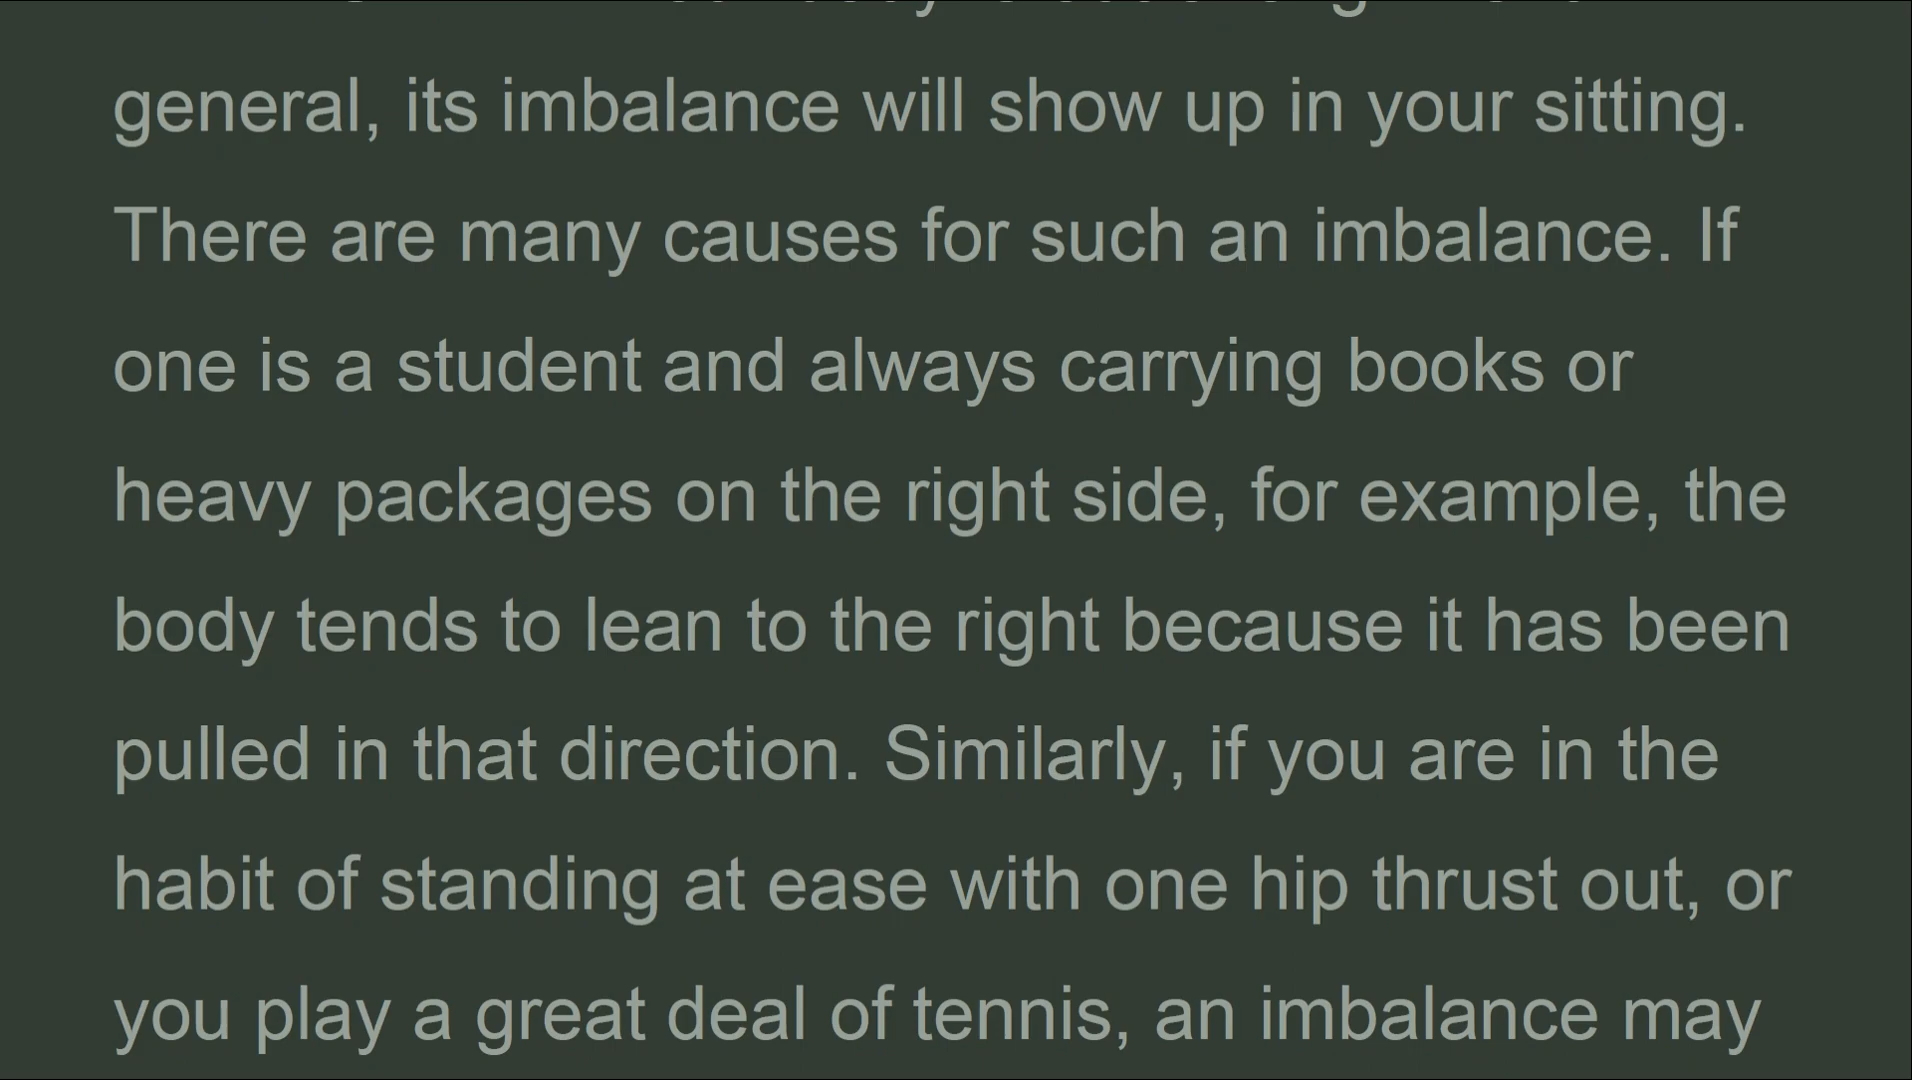 general, its imbalance will show up in your sitting.
There are many causes for such an imbalance. If
one is a student and always carrying books or
heavy packages on the right side, for example, the
body tends to lean to the right because it has been
pulled in that direction. Similarly, if you are in the
habit of standing at ease with one hip thrust out, or
you play a great deal of tennis, an imbalance may